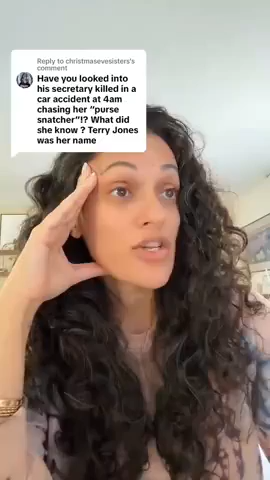 Reply to christmasevesisters's
comment
Have you looked into
his secretary killed in a
car accident at 4am
chasing her “purse
snatcher”!? What did
she know ? Terry Jones
was her name